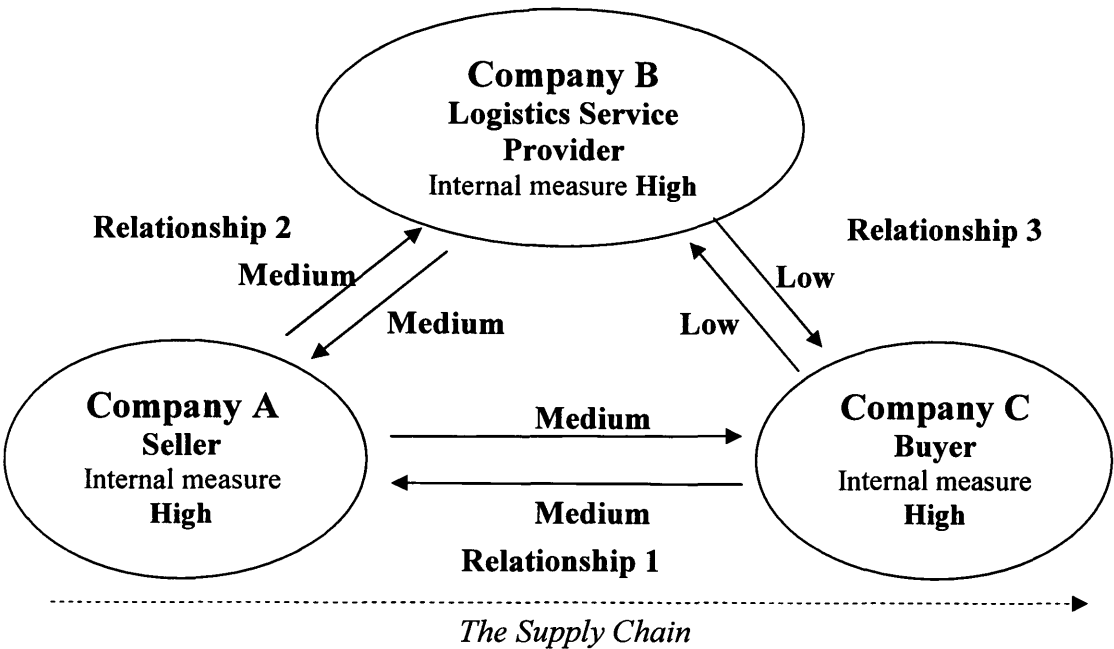 Company B
Logistics Service
Provider
Internal measure High
Relationship 2
Relationship 3
Medium
Low
Medium
Low
Company A
Seller
Internal measure
High
Medium
Company C
Buyer
Internal measure
High
Medium
Relationship 1
The Supply Chain